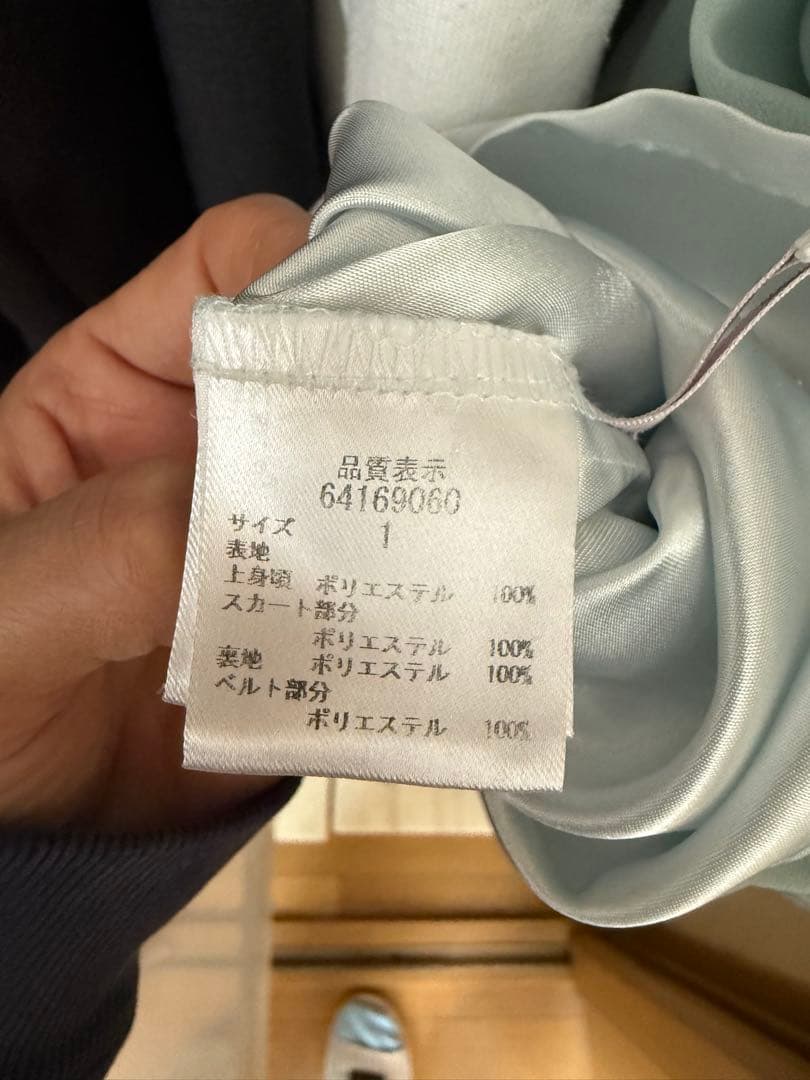 品質表示
64169060
サイズ 1
表地
上身頃 ポリエステル 100%
スカート部分
ポリエステル 100%
裏地 ポリエステル 100%
ベルト部分
ポリエステル 100%